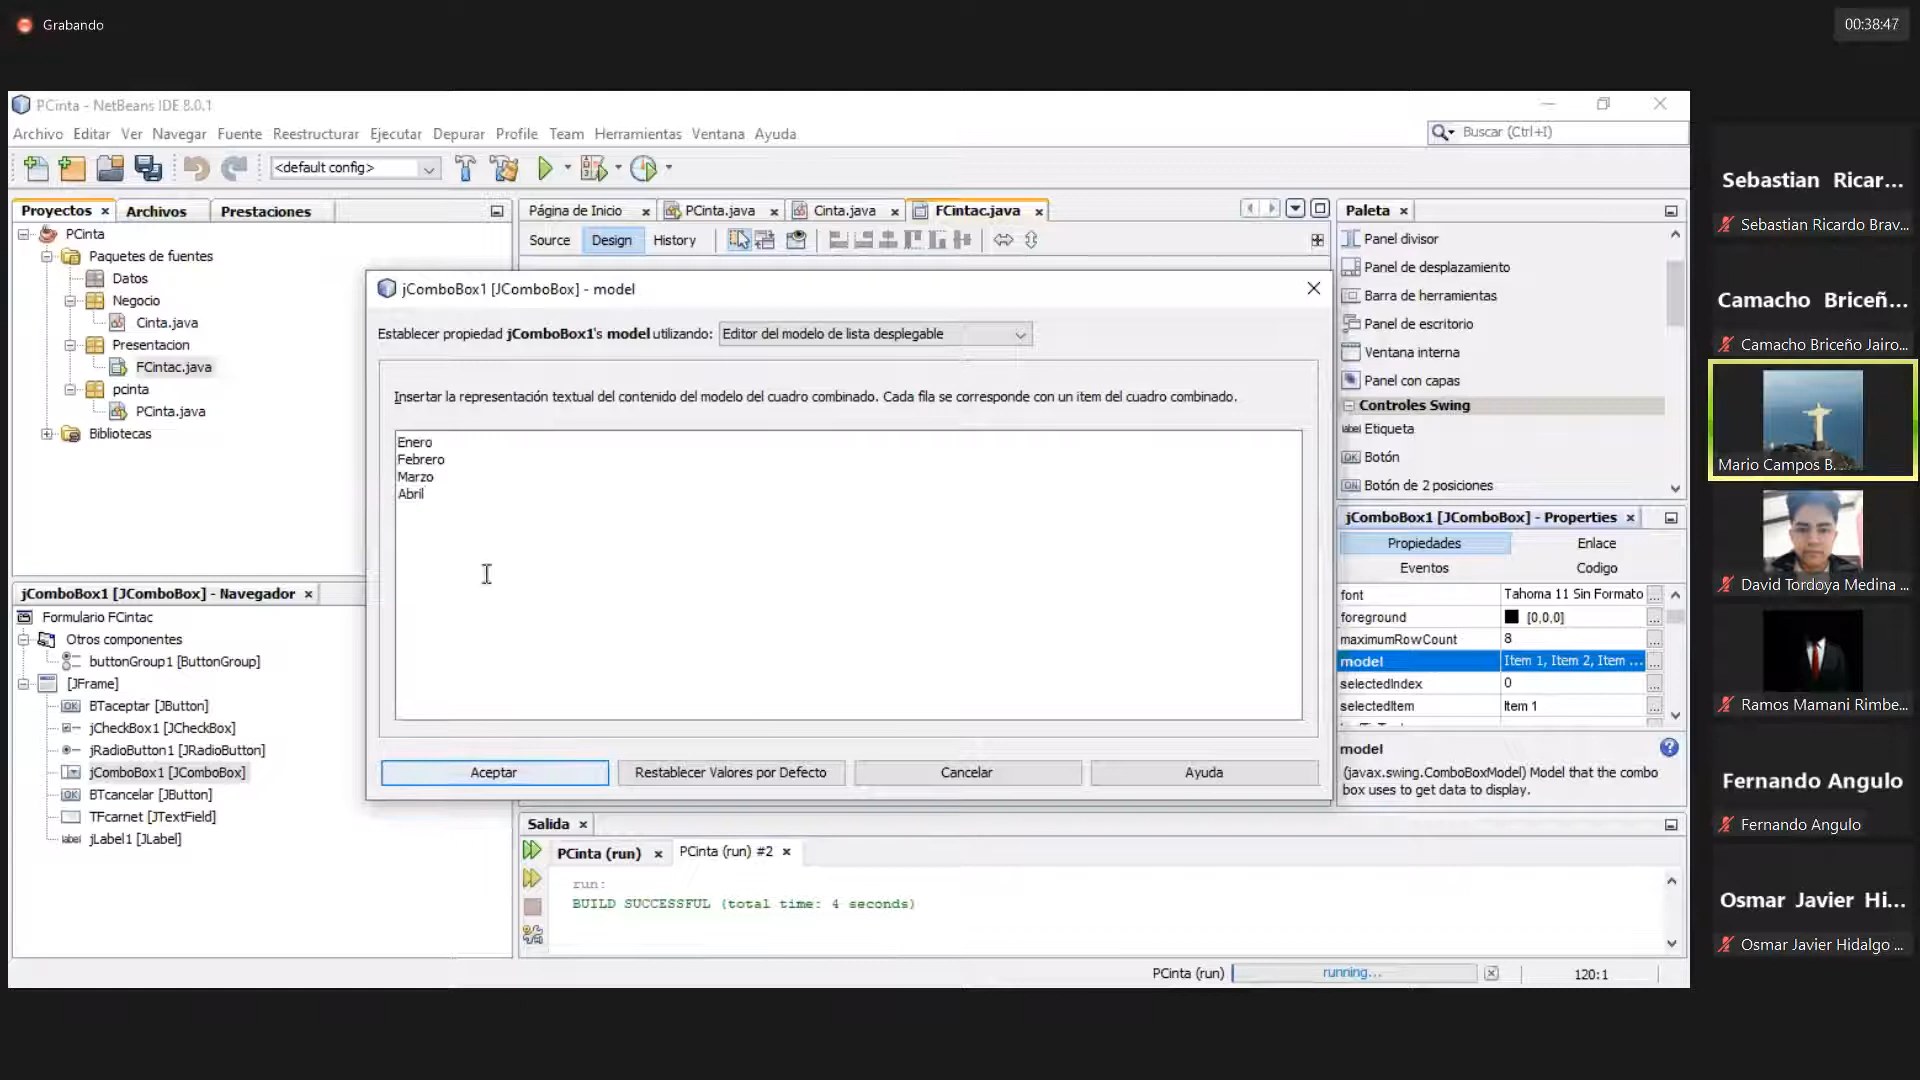 Grabando
00:38:47
PCinta - NetBeans IDE 8.0.1
Archivo Editar Ver Navegar Fuente Reestructurar Ejecutar Depurar Profile Team Herramientas Ventana Ayuda
Buscar (Ctrl+I)
<default config>
Proyectos
Archivos
Prestaciones
PCinta
Paquetes de fuentes
Datos
Negocio
Cinta.java
Presentacion
FCintac.java
pcinta
PCinta.java
Bibliotecas
jComboBox1 [JComboBox] - Navegador
Formulario FCintac
Otros componentes
buttonGroup1 [ButtonGroup]
[JFrame]
BTaceptar [JButton]
jCheckBox1 [JCheckBox]
jRadioButton1 [JRadioButton]
jComboBox1 [JComboBox]
BTcancelar [JButton]
TFcarnet [JTextField]
jLabel1 [JLabel]
Página de Inicio
PCinta.java
Cinta.java
FCintac.java
Source Design History
jComboBox1 [JComboBox] - model
Establecer propiedad jComboBox1's model utilizando: Editor del modelo de lista desplegable
Insertar la representación textual del contenido del modelo del cuadro combinado. Cada fila se corresponde con un item del cuadro combinado.
Enero
Febrero
Marzo
Abril
Aceptar
Restablecer Valores por Defecto
Cancelar
Ayuda
Salida
PCinta (run)
PCinta (run) #2
run:
BUILD SUCCESSFUL (total time: 4 seconds)
PCinta (run)
running...
120:1
Paleta
Panel divisor
Panel de desplazamiento
Barra de herramientas
Panel de escritorio
Ventana interna
Panel con capas
Controles Swing
label Etiqueta
OK Botón
ON Botón de 2 posiciones
jComboBox1 [JComboBox] - Properties
Propiedades Enlace
Eventos Codigo
font Tahoma 11 Sin Formato ...
foreground [0,0,0] ...
maximumRowCount 8 ...
model Item 1, Item 2, Item ... ...
selectedIndex 0 ...
selectedItem Item 1 ...
model
(javax.swing.ComboBoxModel) Model that the combo
box uses to get data to display.
Sebastian Ricar...
Sebastian Ricardo Brav...
Camacho Briceñ...
Camacho Briceño Jairo...
Mario Campos B...
David Tordoya Medina ...
Ramos Mamani Rimbe...
Fernando Angulo
Fernando Angulo
Osmar Javier Hi...
Osmar Javier Hidalgo ...